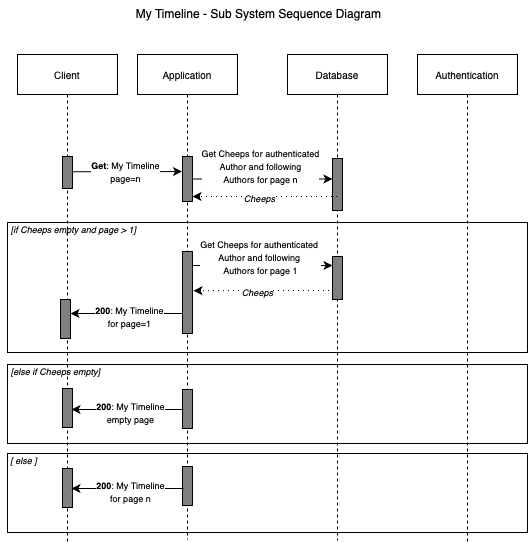 My Timeline - Sub System Sequence Diagram
Client
Application
Database
Authentication
Get: My Timeline
page=n
Get Cheeps for authenticated
Author and following
Authors for page n
Cheeps
[if Cheeps empty and page > 1]
Get Cheeps for authenticated
Author and following
Authors for page 1
Cheeps
200: My Timeline
for page=1
[else if Cheeps empty]
200: My Timeline
empty page
[ else ]
200: My Timeline
for page n